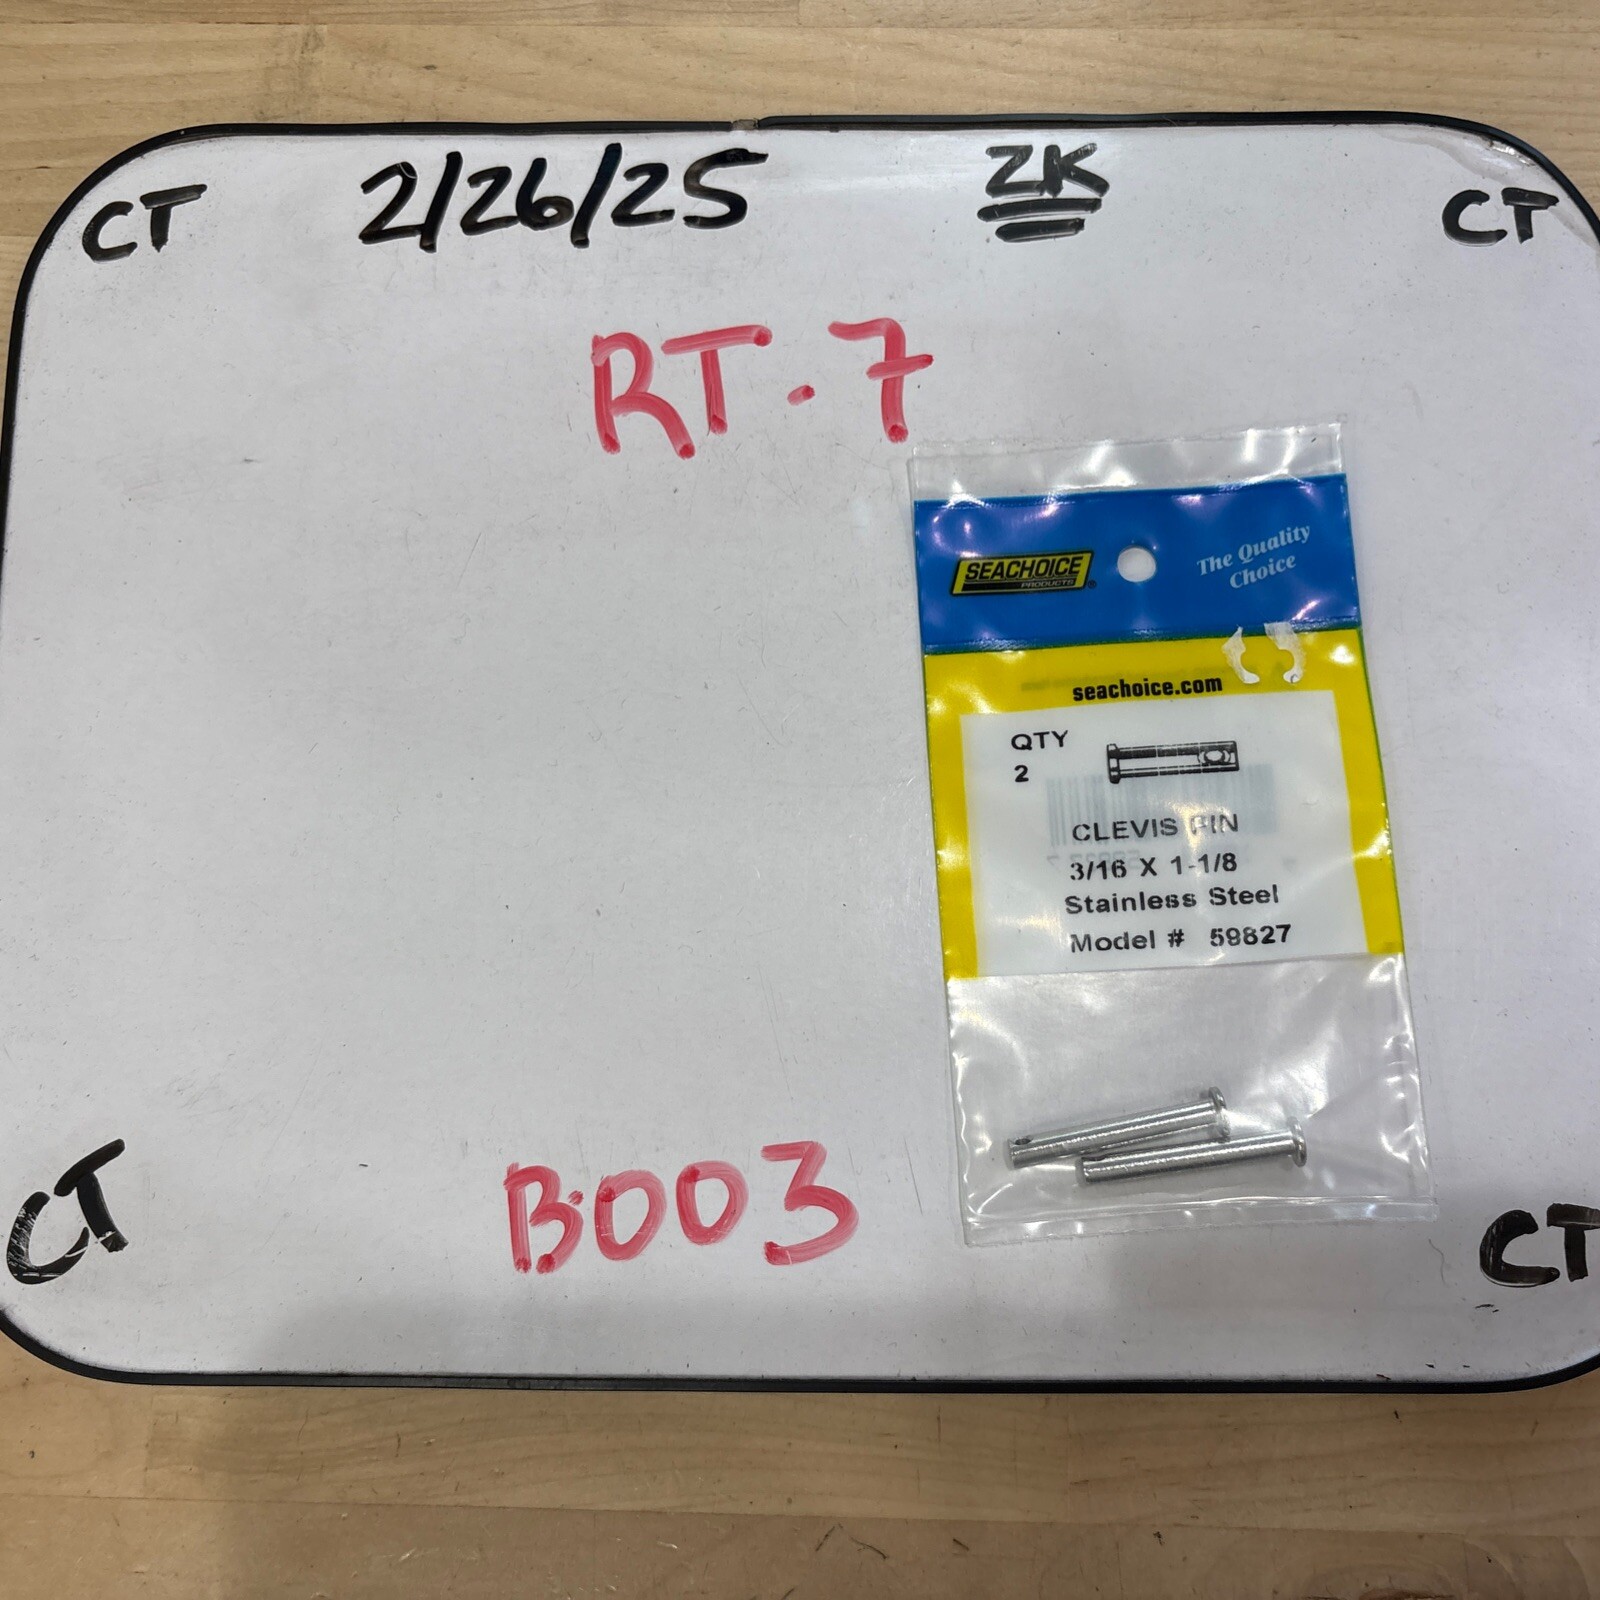 CT 2/26/25 ZK CT
RT-7
SEACHOICE
PRODUCTS
The Quality
Choice
seachoice.com
QTY
2
CLEVIS PIN
3/16 X 1-1/8
Stainless Steel
Model # 59827
CT
B003
CT